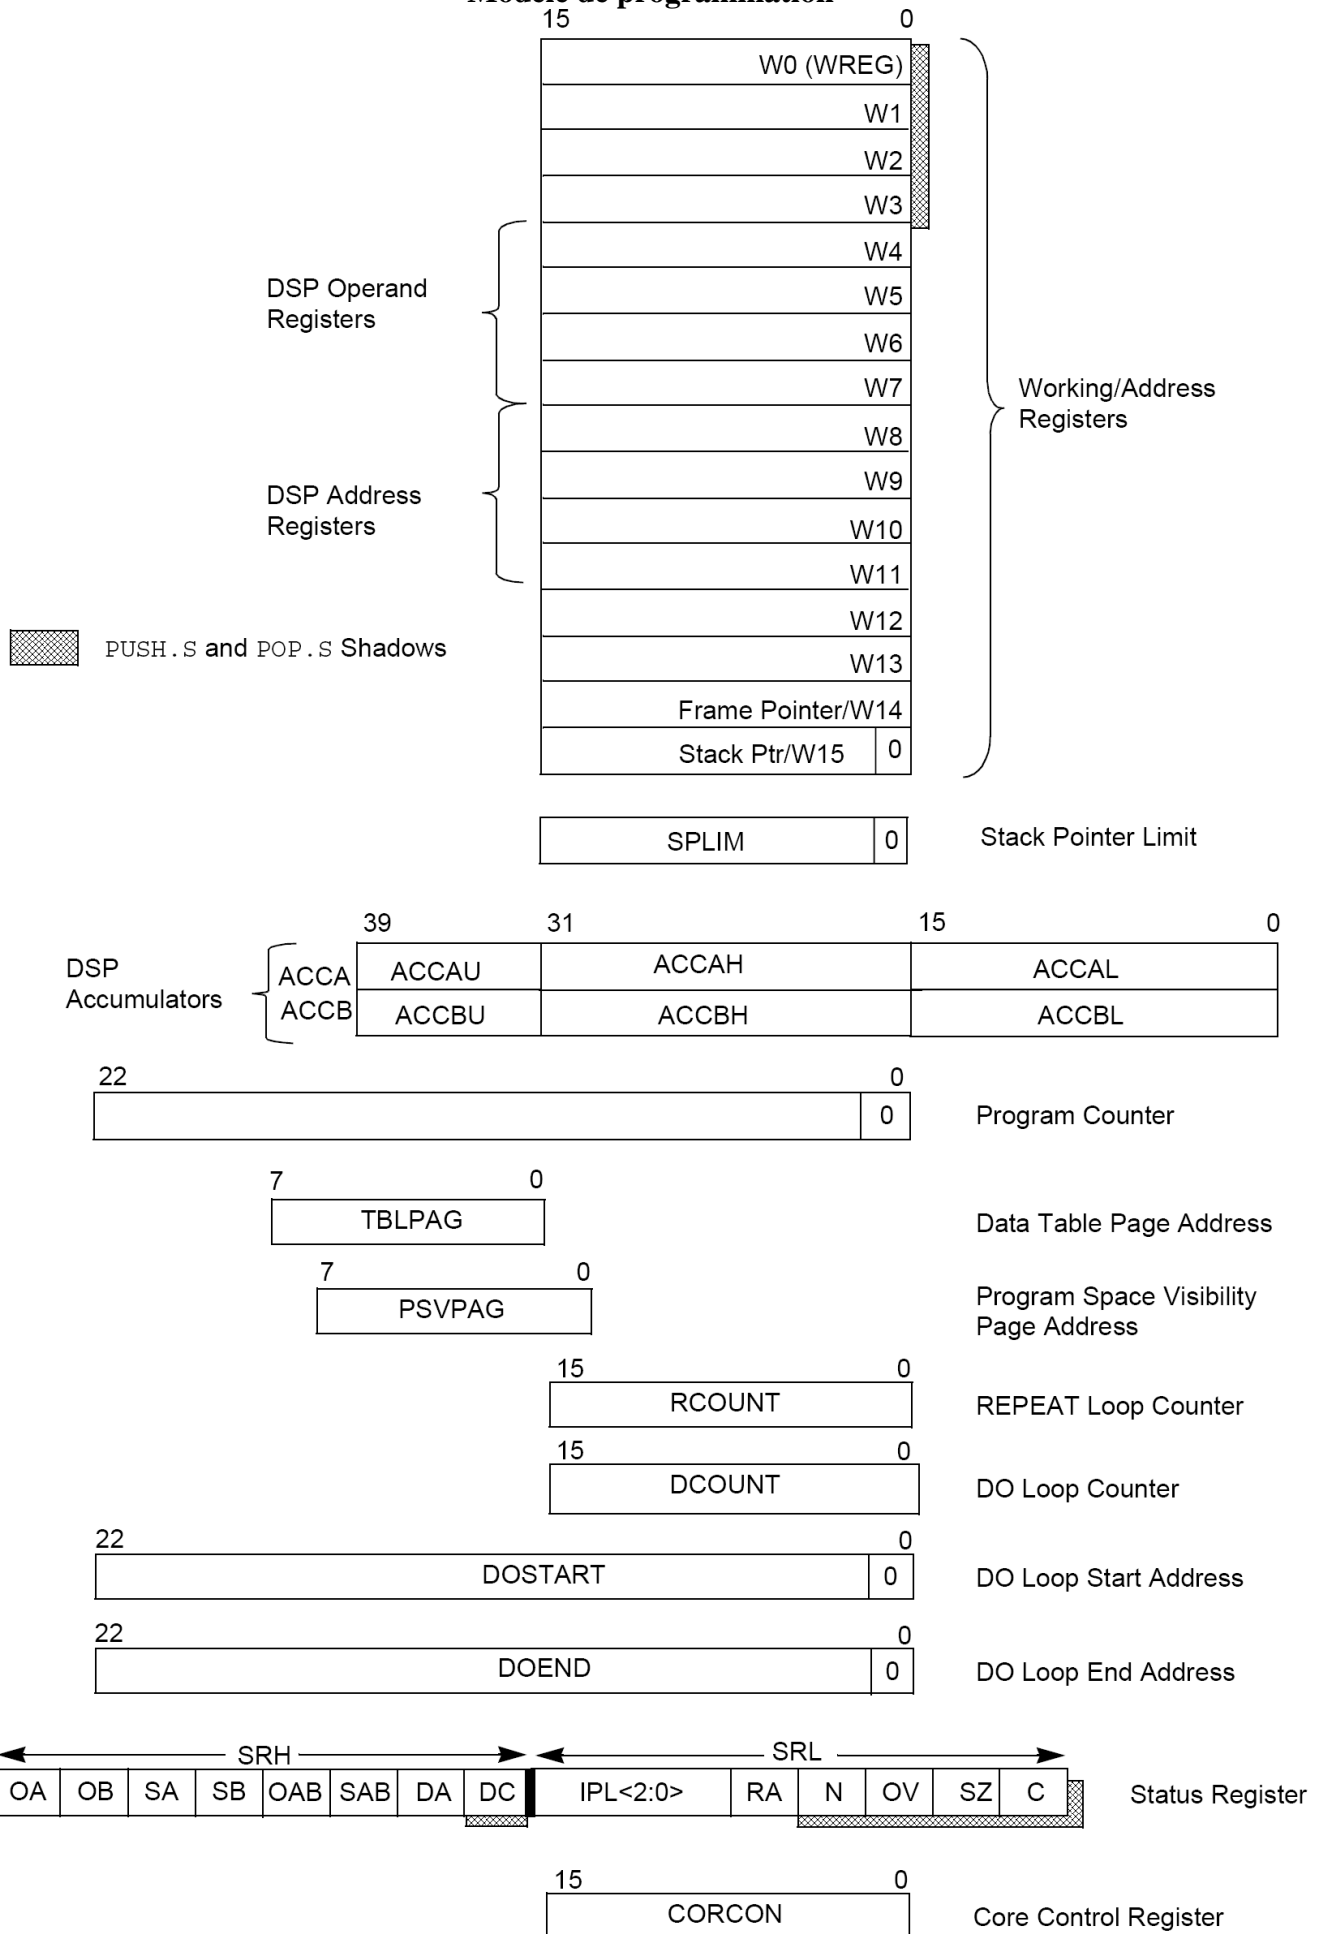 Modèle de programmation
15 0
W0 (WREG)
W1
W2
W3
W4
DSP Operand
Registers
W5
W6
W7
Working/Address
Registers
W8
W9
DSP Address
Registers
W10
W11
W12
PUSH.S and POP.S Shadows
W13
Frame Pointer/W14
Stack Ptr/W15 0
SPLIM 0 Stack Pointer Limit
39 31 15 0
DSP
Accumulators
ACCA ACCAU ACCAH ACCAL
ACCB ACCBU ACCBH ACCBL
22 0
0 Program Counter
7 0
TBLPAG Data Table Page Address
7 0
PSVPAG Program Space Visibility
Page Address
15 0
RCOUNT REPEAT Loop Counter
15 0
DCOUNT DO Loop Counter
22 0
DOSTART 0 DO Loop Start Address
22 0
DOEND 0 DO Loop End Address
SRH SRL
OA OB SA SB OAB SAB DA DC IPL<2:0> RA N OV SZ C Status Register
15 0
CORCON Core Control Register